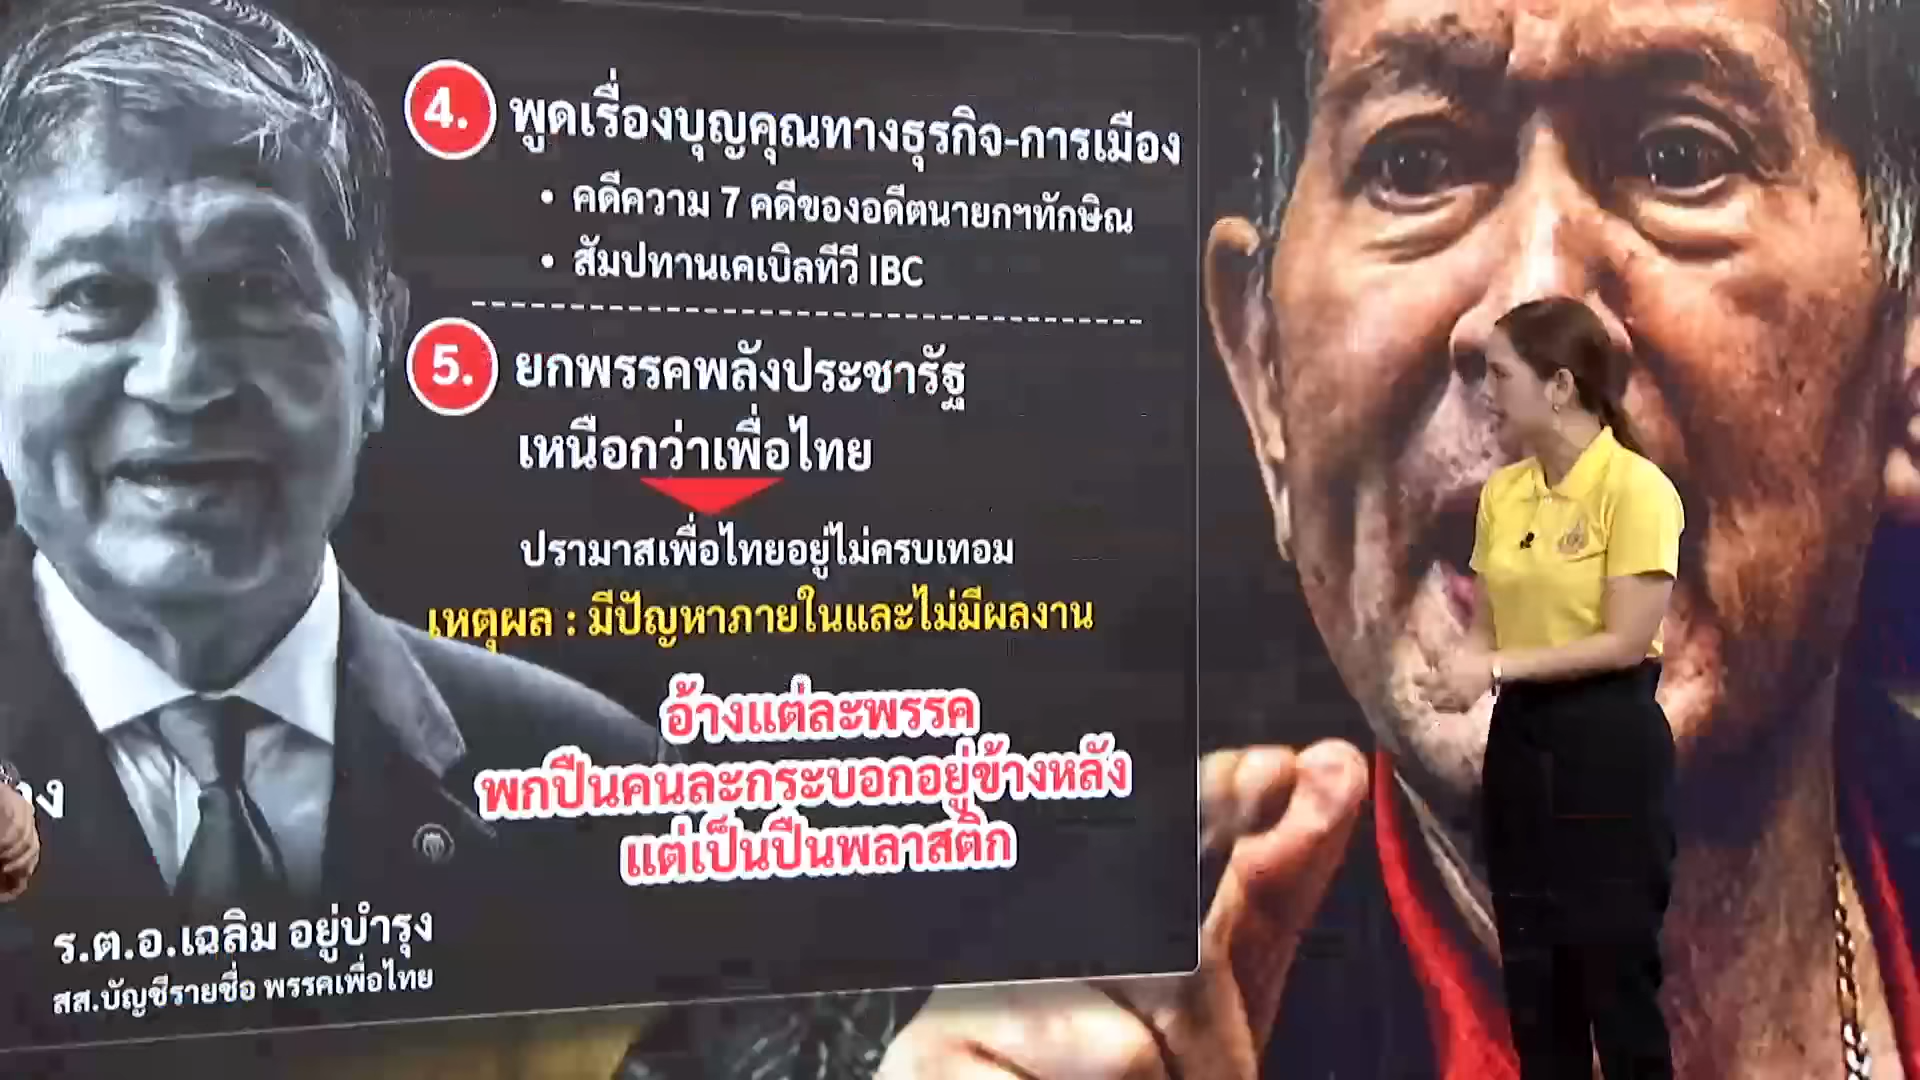 4. พูดเรื่องบุญคุณทางธุรกิจ-การเมือง
• คดีความ 7 คดีของอดีตนายกฯทักษิณ
• สัมปทานเคเบิลทีวี IBC
5. ยกพรรคพลังประชารัฐ
เหนือกว่าเพื่อไทย
ปรามาสเพื่อไทยอยู่ไม่ครบเทอม
เหตุผล : มีปัญหาภายในและไม่มีผลงาน
อ้างแต่ละพรรค
พกปืนคนละกระบอกอยู่ข้างหลัง
แต่เป็นปืนพลาสติก
ร.ต.อ.เฉลิม อยู่บำรุง
สส.บัญชีรายชื่อ พรรคเพื่อไทย